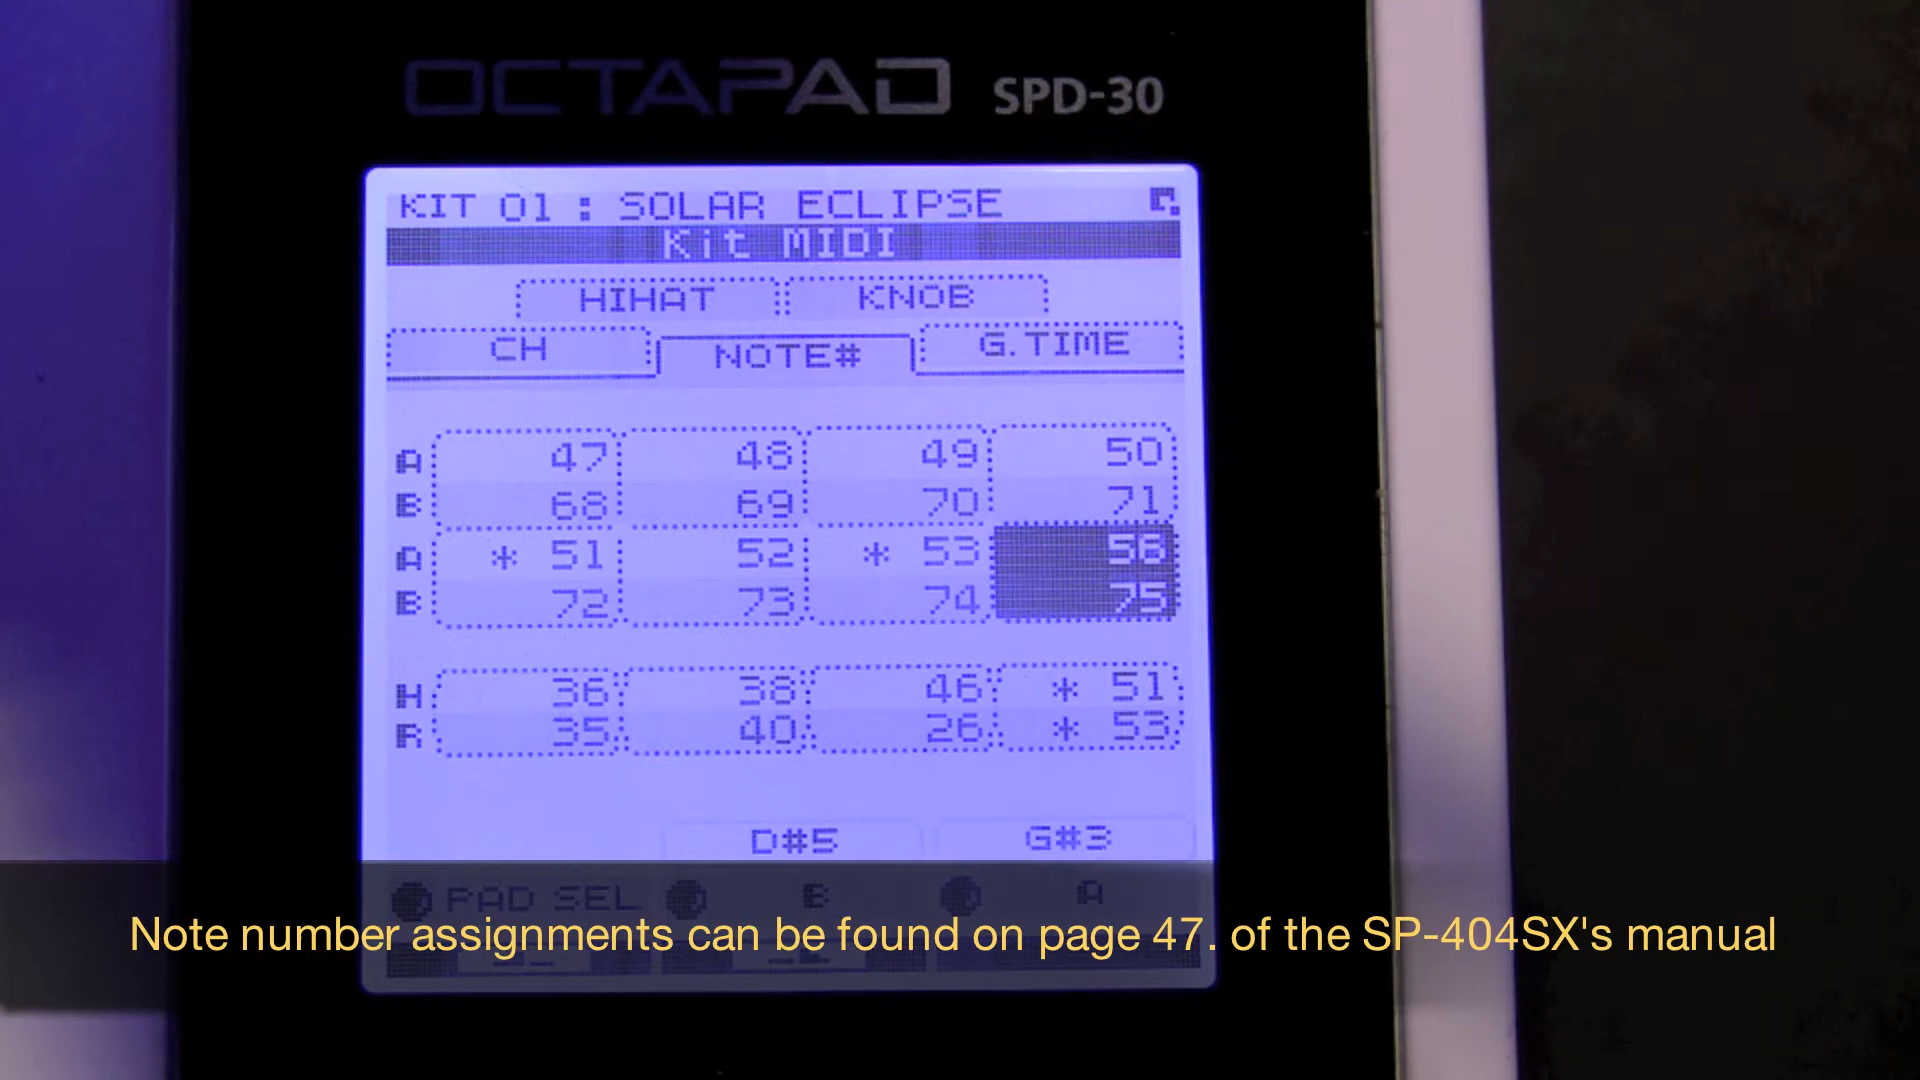 OCTAPAD SPD-30
KIT 01 : SOLAR ECLIPSE
Kit MIDI
HIHAT KNOB
CH NOTE# G.TIME
A 47 48 49 50
B 68 69 70 71
A * 51 52 * 53 56
B 72 73 74 75
H 36 38 46 * 51
R 35 40 26 * 53
D#5 G#3
PAD SEL B A
Note number assignments can be found on page 47. of the SP-404SX's manual